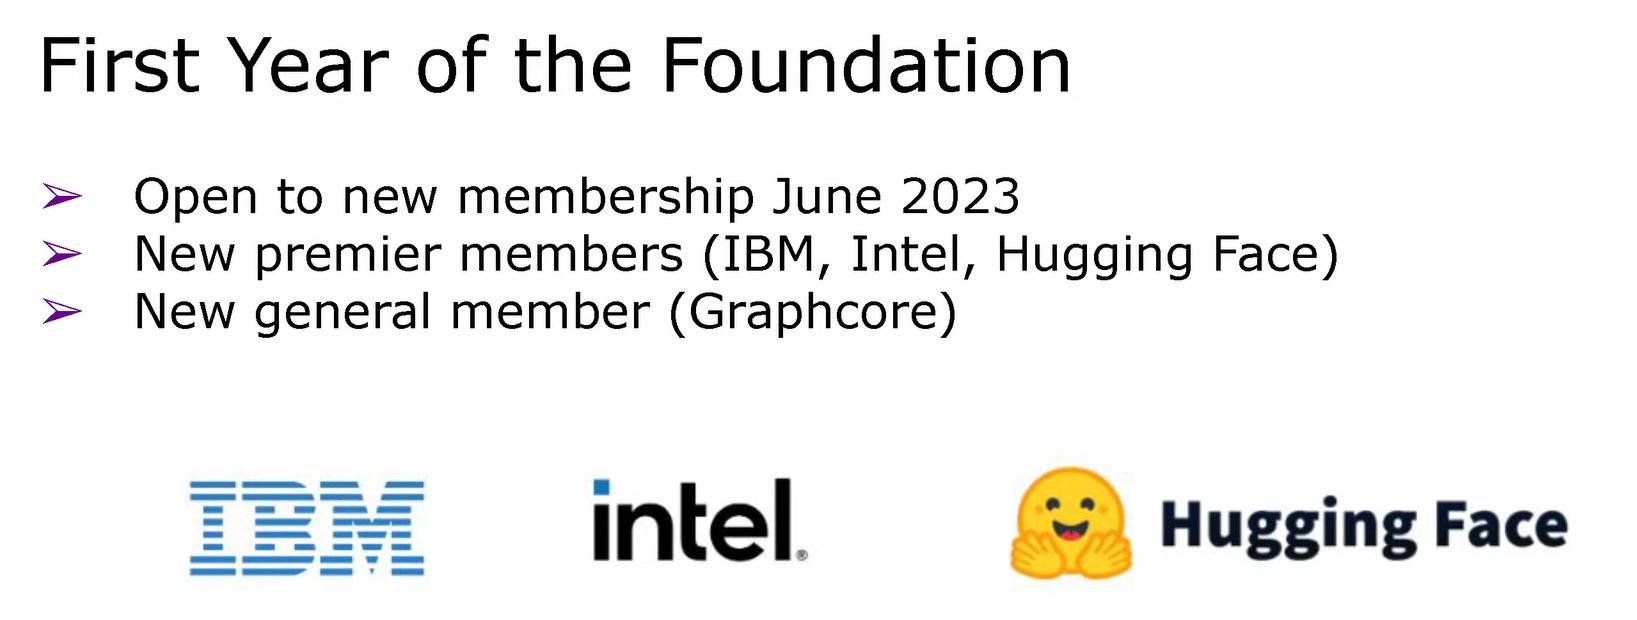 First Year of the Foundation
➢ Open to new membership June 2023
➢ New premier members (IBM, Intel, Hugging Face)
➢ New general member (Graphcore)
IBM intel® Hugging Face